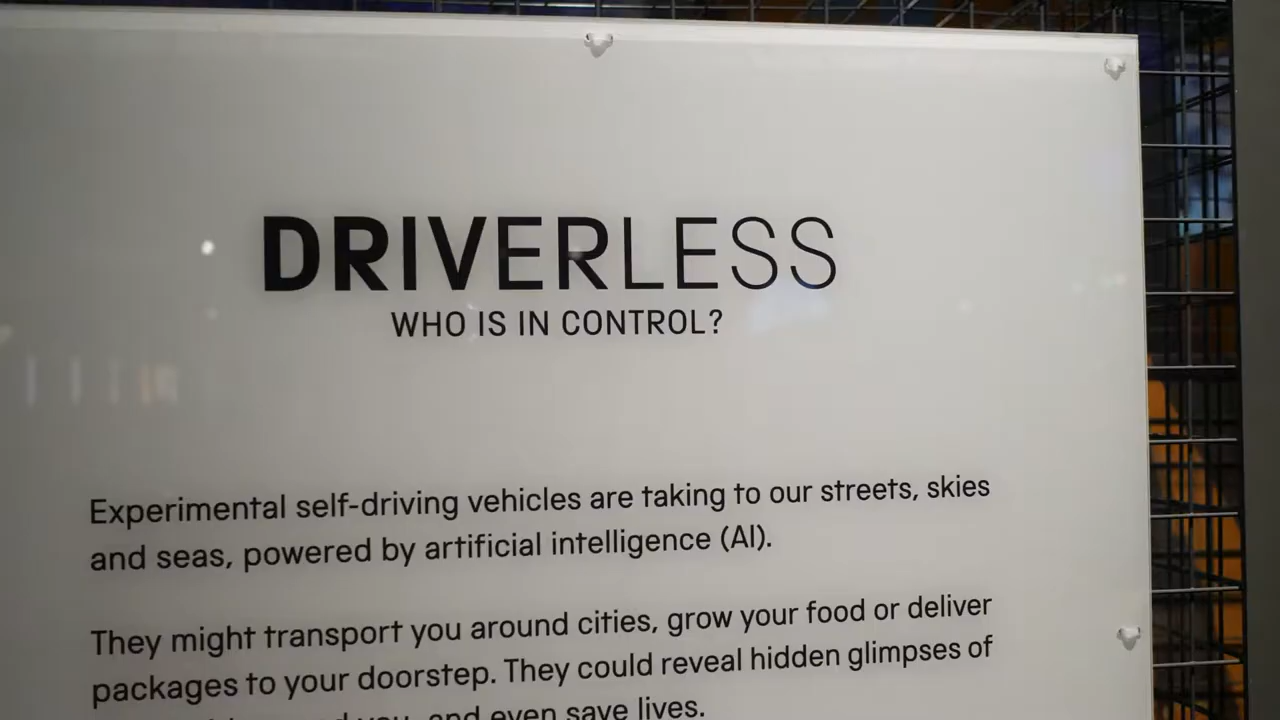 DRIVERLESS
WHO IS IN CONTROL?
Experimental self-driving vehicles are taking to our streets, skies
and seas, powered by artificial intelligence (AI).
They might transport you around cities, grow your food or deliver
packages to your doorstep. They could reveal hidden glimpses of
you, and even save lives.